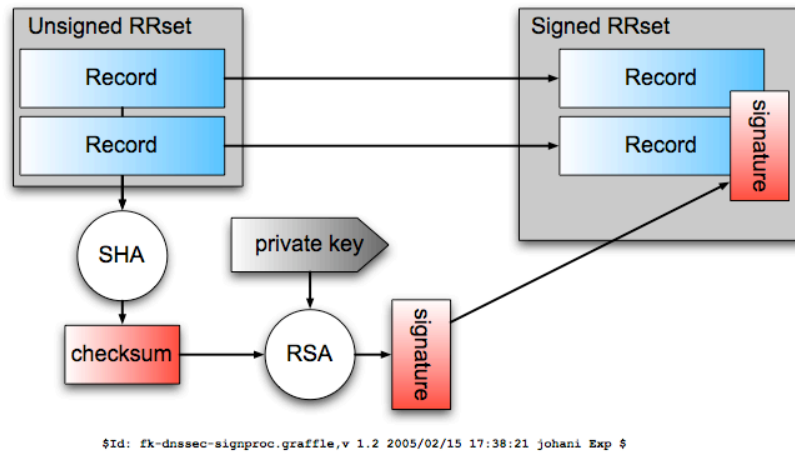 Unsigned RRset
Record
Record
SHA
checksum
private key
RSA
signature
Signed RRset
Record
Record
signature
$Id: fk-dnssec-signproc.graffle,v 1.2 2005/02/15 17:38:21 johani Exp $